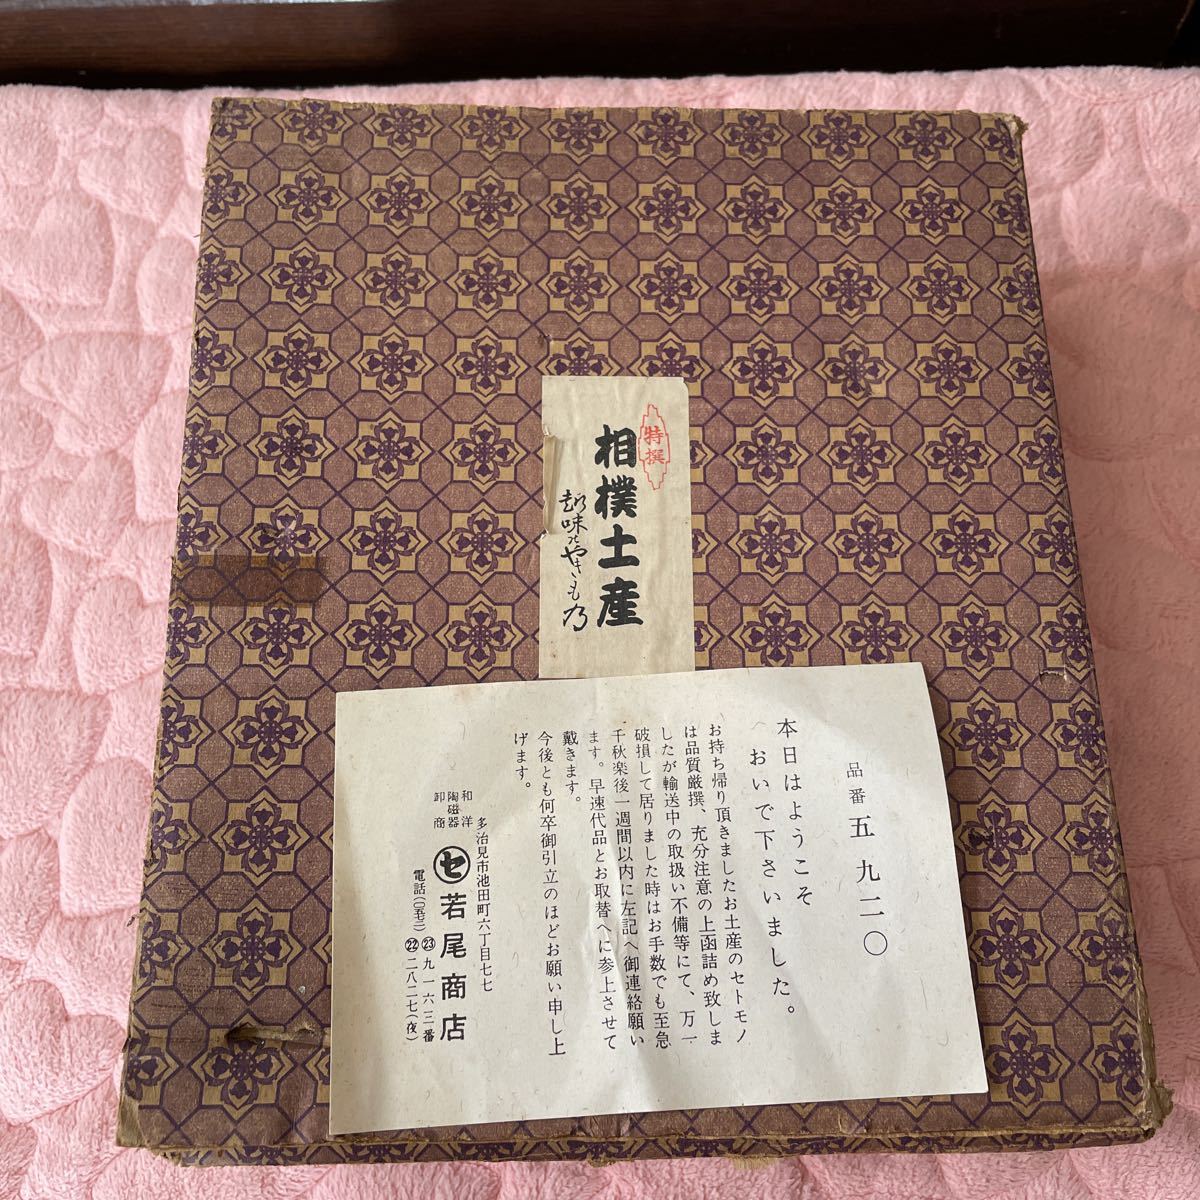 特撰
相撲土産
趣味のやきもの
品番五九二〇
本日はようこそ
おいで下さいました。
お持ち帰り頂きましたお土産のセトモノ
は品質厳撰、充分注意の上函詰め致しま
したが輸送中の取扱い不備等にて、万一
破損して居りました時はお手数でも至急
千秋楽後一週間以内に左記へ御連絡願い
ます。早速代品とお取替へに参上させて
戴きます。
今後とも何卒御引立のほどお願い申し上
げます。
多治見市池田町六丁目七七
和洋
陶磁器
卸商
㋝若尾商店
電話(〇五七二)㉓九一六三番
㉒二八二七(夜)